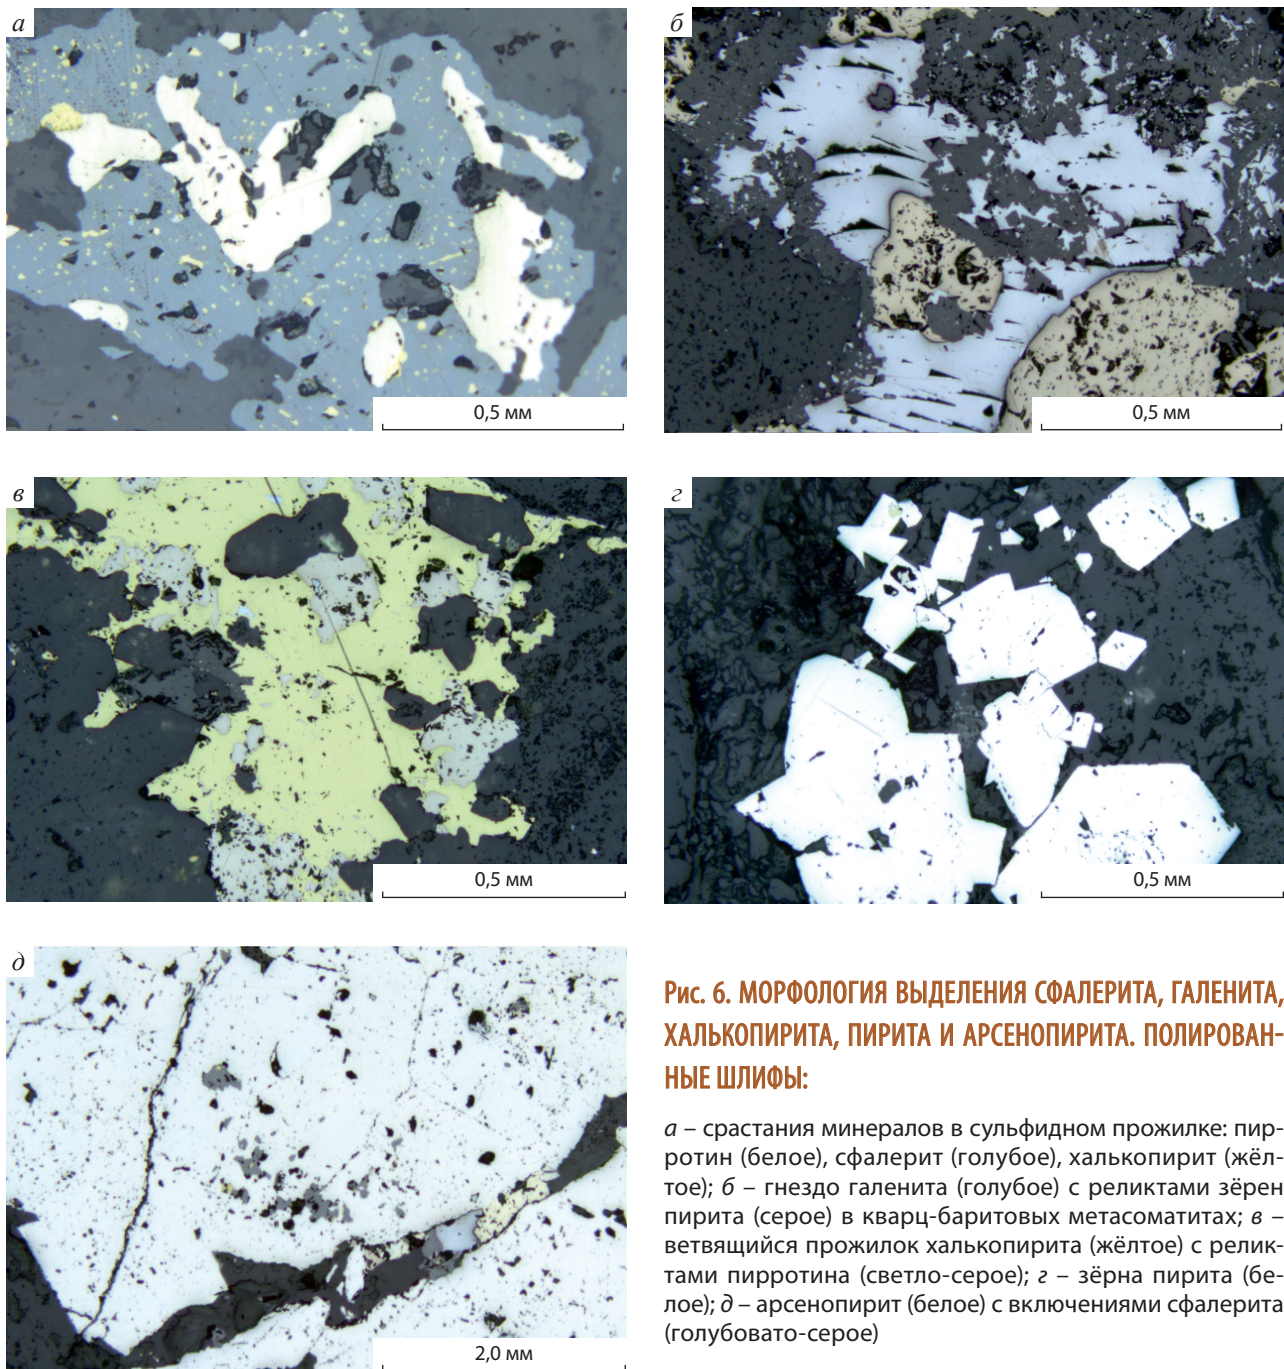 а
б
0,5 мм
0,5 мм
в
г
0,5 мм
0,5 мм
д
2,0 мм
Рис. 6. МОРФОЛОГИЯ ВЫДЕЛЕНИЯ СФАЛЕРИТА, ГАЛЕНИТА,
ХАЛЬКОПИРИТА, ПИРИТА И АРСЕНОПИРИТА. ПОЛИРОВАН-
НЫЕ ШЛИФЫ:
а – срастания минералов в сульфидном прожилке: пир-
ротин (белое), сфалерит (голубое), халькопирит (жёл-
тое); б – гнездо галенита (голубое) с реликтами зёрен
пирита (серое) в кварц-баритовых метасоматитах; в –
ветвящийся прожилок халькопирита (жёлтое) с релик-
тами пирротина (светло-серое); г – зёрна пирита (бе-
лое); д – арсенопирит (белое) с включениями сфалерита
(голубовато-серое)